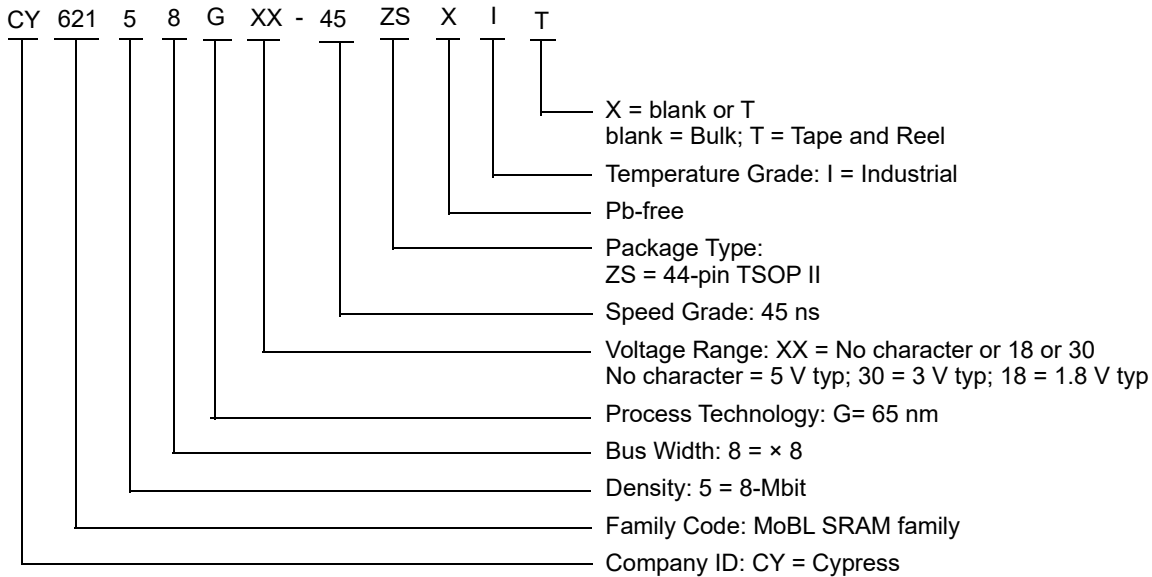 CY 621 5 8 G XX - 45 ZS X I T
X = blank or T
blank = Bulk; T = Tape and Reel
Temperature Grade: I = Industrial
Pb-free
Package Type:
ZS = 44-pin TSOP II
Speed Grade: 45 ns
Voltage Range: XX = No character or 18 or 30
No character = 5 V typ; 30 = 3 V typ; 18 = 1.8 V typ
Process Technology: G= 65 nm
Bus Width: 8 = × 8
Density: 5 = 8-Mbit
Family Code: MoBL SRAM family
Company ID: CY = Cypress